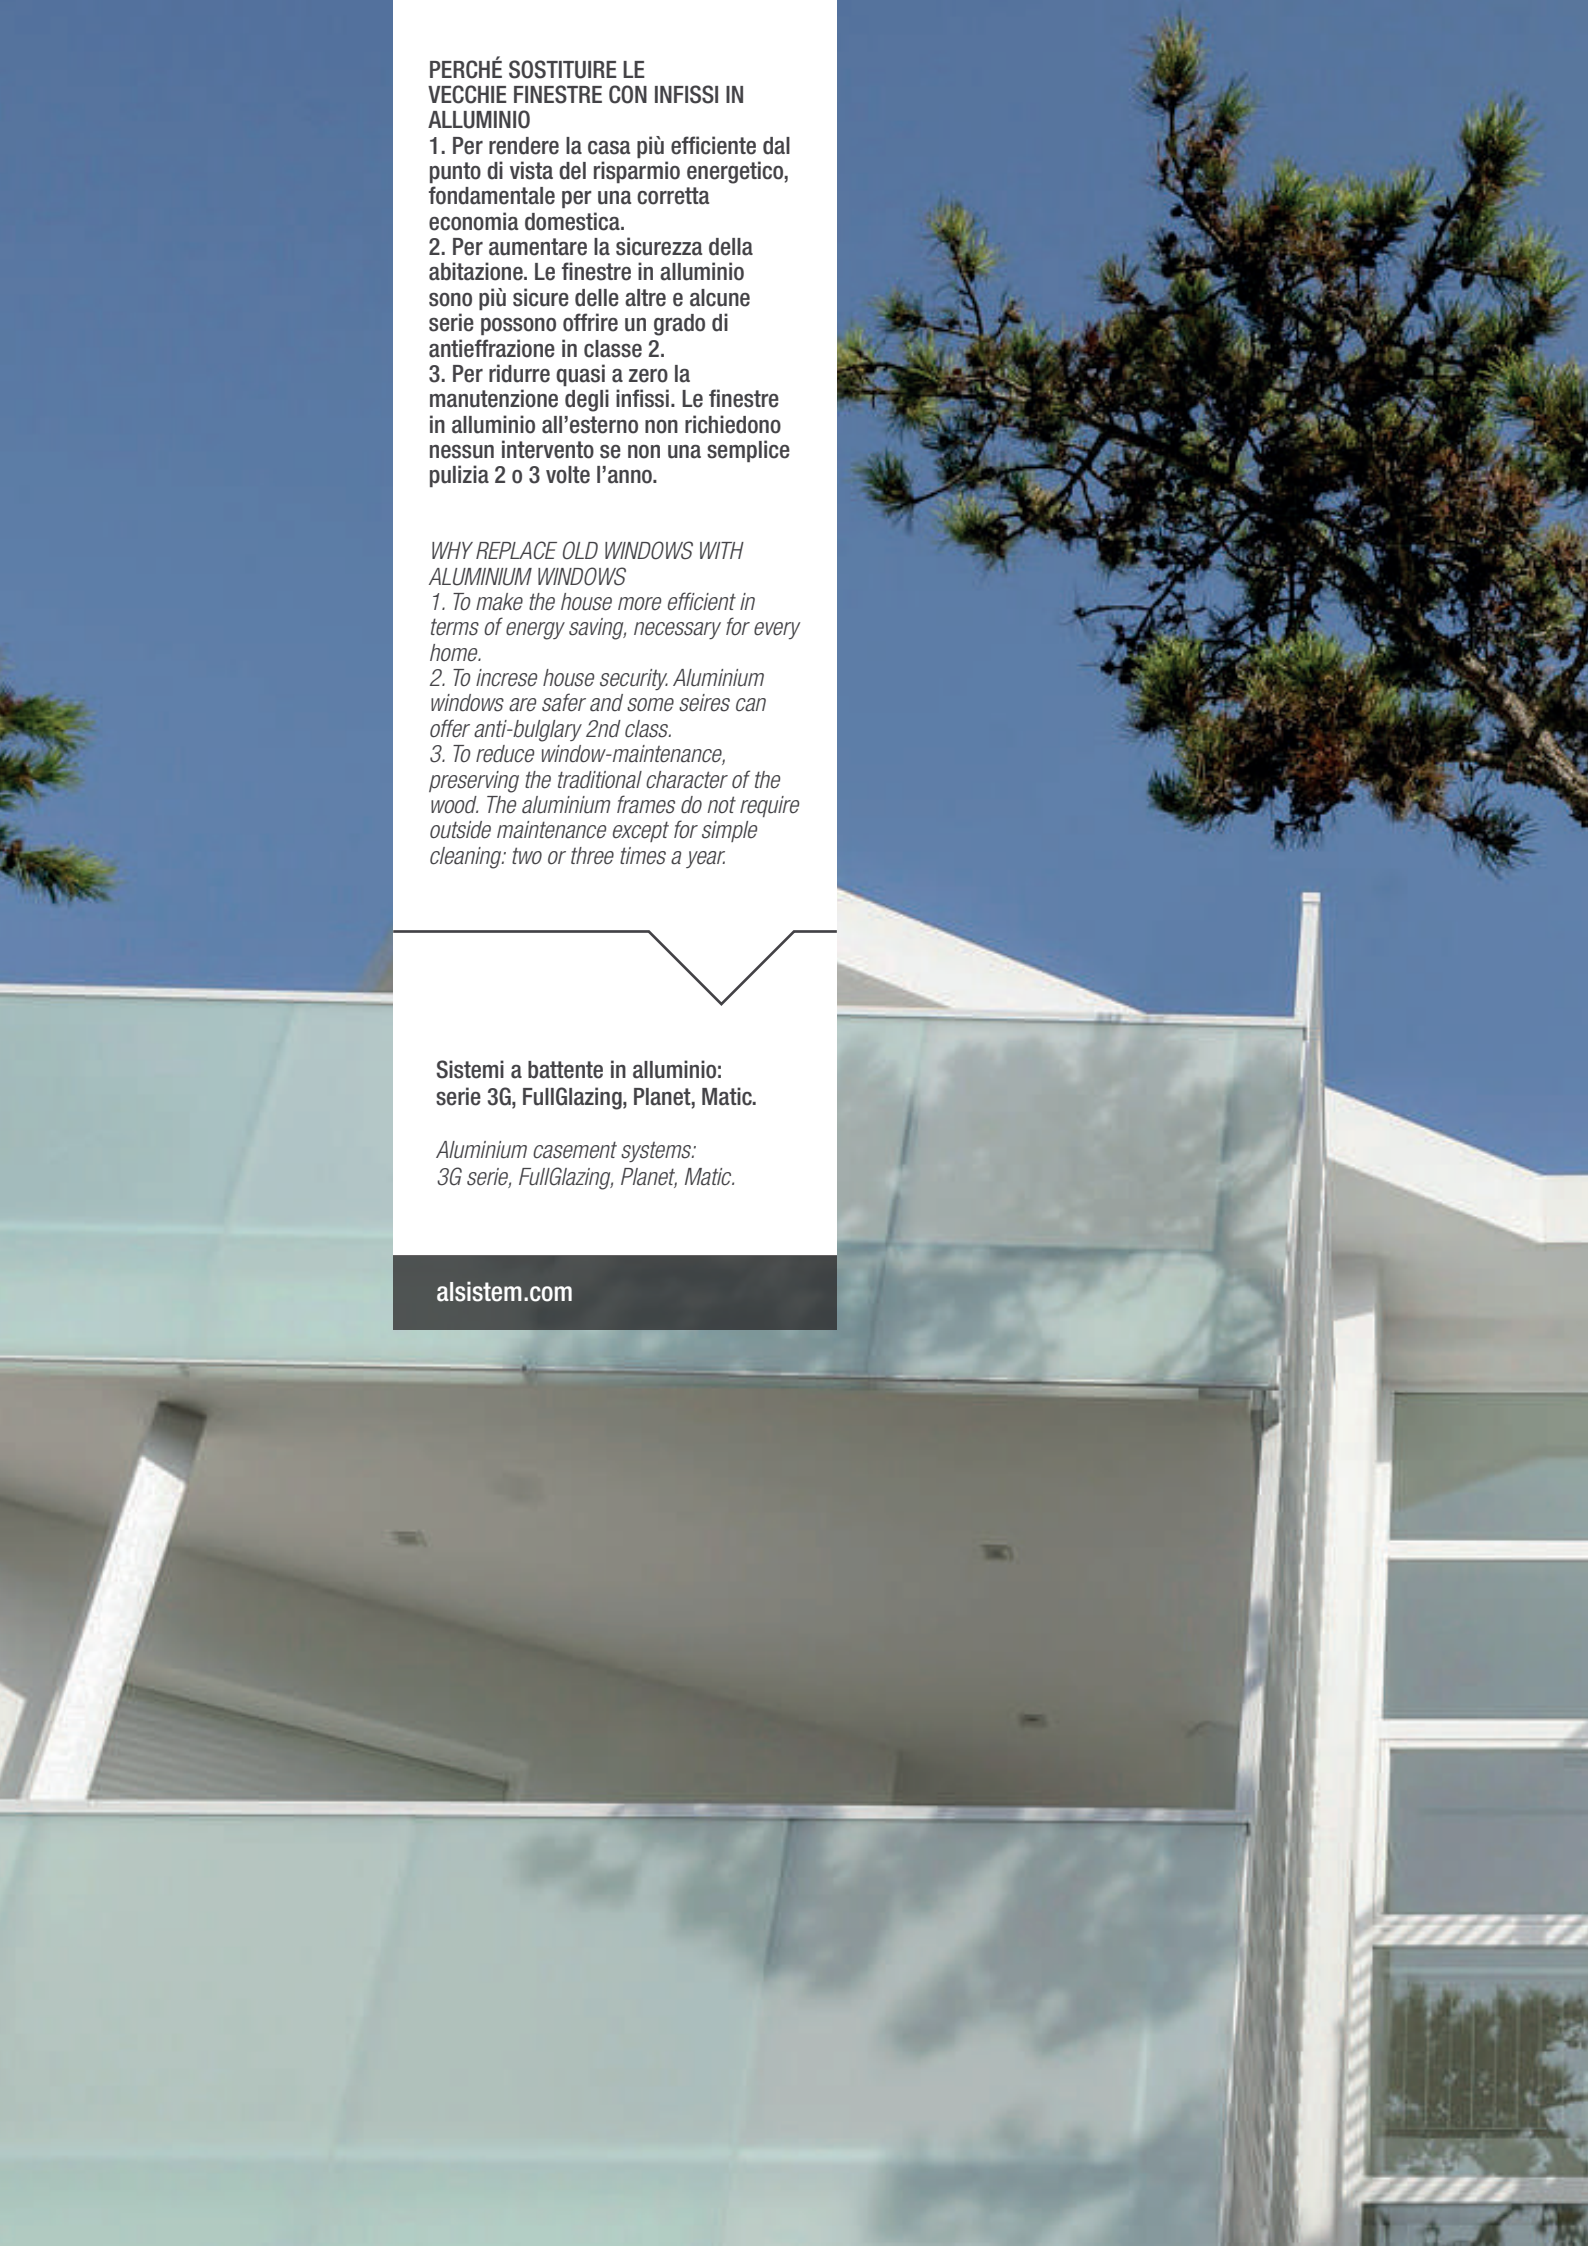 PERCHÉ SOSTITUIRE LE
VECCHIE FINESTRE CON INFISSI IN
ALLUMINIO
1. Per rendere la casa più efficiente dal
punto di vista del risparmio energetico,
fondamentale per una corretta
economia domestica.
2. Per aumentare la sicurezza della
abitazione. Le finestre in alluminio
sono più sicure delle altre e alcune
serie possono offrire un grado di
antieffrazione in classe 2.
3. Per ridurre quasi a zero la
manutenzione degli infissi. Le finestre
in alluminio all’esterno non richiedono
nessun intervento se non una semplice
pulizia 2 o 3 volte l’anno.
WHY REPLACE OLD WINDOWS WITH
ALUMINIUM WINDOWS
1. To make the house more efficient in
terms of energy saving, necessary for every
home.
2. To increse house security. Aluminium
windows are safer and some seires can
offer anti-bulglary 2nd class.
3. To reduce window-maintenance,
preserving the traditional character of the
wood. The aluminium frames do not require
outside maintenance except for simple
cleaning: two or three times a year.
Sistemi a battente in alluminio:
serie 3G, FullGlazing, Planet, Matic.
Aluminium casement systems:
3G serie, FullGlazing, Planet, Matic.
alsistem.com